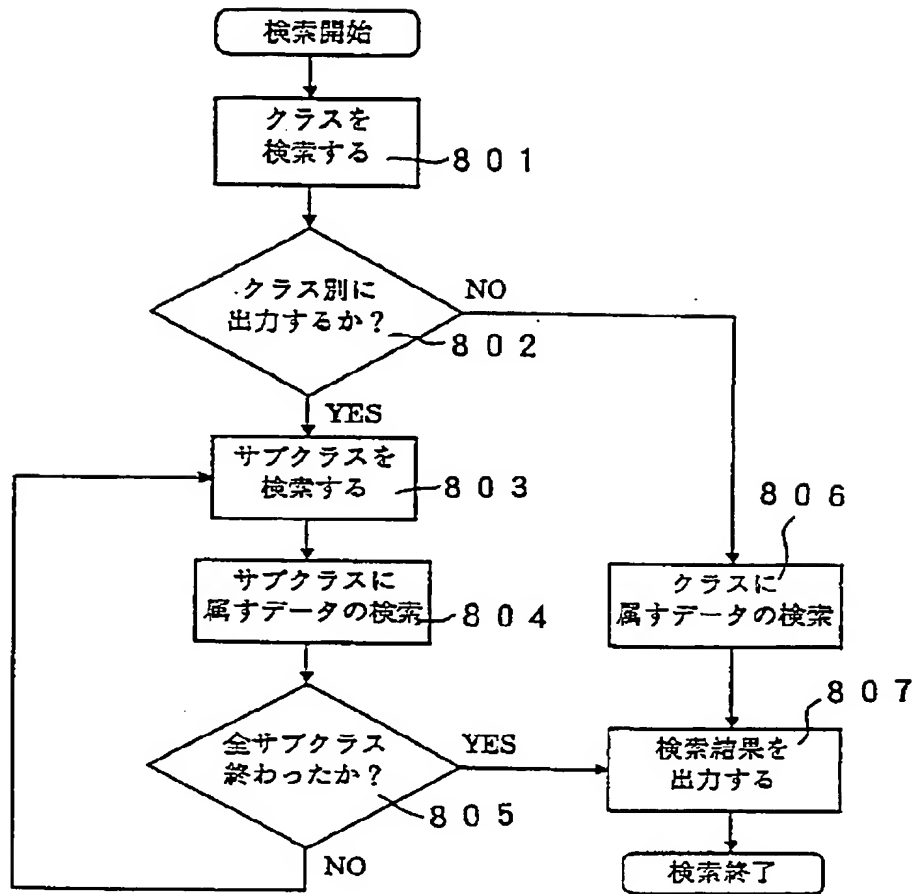 検索開始
クラスを
検索する
801
クラス別に
出力するか?
802
NO
YES
サブクラスを
検索する
803
サブクラスに
属すデータの検索
804
全サブクラス
終わったか?
805
YES
NO
806
クラスに
属すデータの検索
807
検索結果を
出力する
検索終了